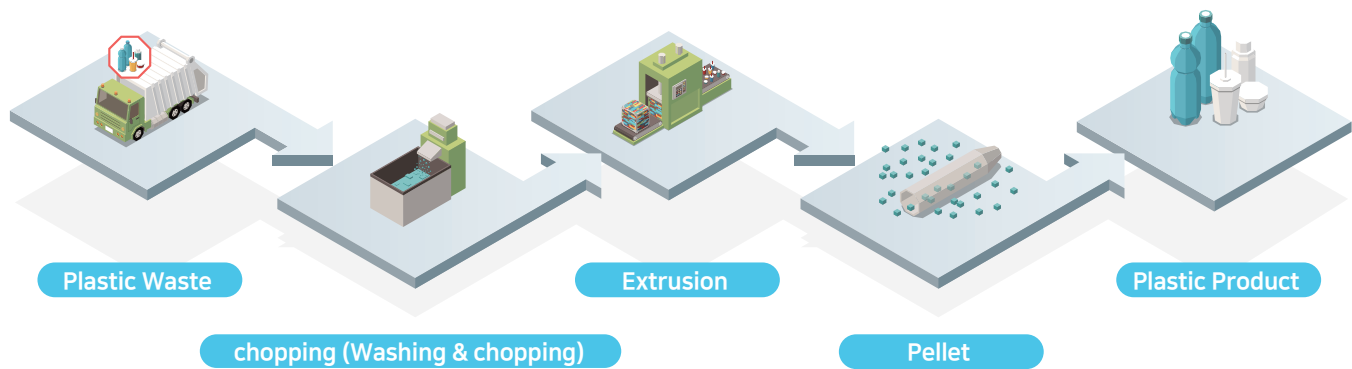 Plastic Waste
chopping (Washing & chopping)
Extrusion
Pellet
Plastic Product